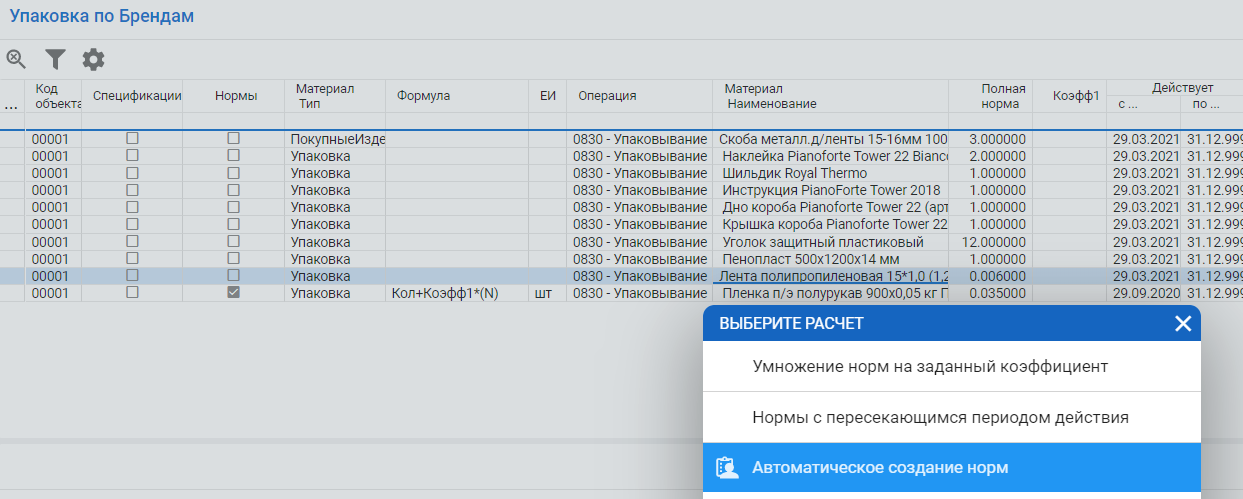 Упаковка по Брендам
... Код объекта Спецификации Нормы Материал Тип Формула ЕИ Операция Материал Наименование Полная норма Коэфф1 Действует с ... по ...
00001 ПокупныеИзде 0830 - Упаковывание Скоба металл.д/ленты 15-16мм 100 3.000000 29.03.2021 31.12.999
00001 Упаковка 0830 - Упаковывание Наклейка Pianoforte Tower 22 Bianco 2.000000 29.03.2021 31.12.999
00001 Упаковка 0830 - Упаковывание Шильдик Royal Thermo 1.000000 29.03.2021 31.12.999
00001 Упаковка 0830 - Упаковывание Инструкция PianoForte Tower 2018 1.000000 29.03.2021 31.12.999
00001 Упаковка 0830 - Упаковывание Дно короба Pianoforte Tower 22 (арт 1.000000 29.03.2021 31.12.999
00001 Упаковка 0830 - Упаковывание Крышка короба Pianoforte Tower 22 1.000000 29.03.2021 31.12.999
00001 Упаковка 0830 - Упаковывание Уголок защитный пластиковый 12.000000 29.03.2021 31.12.999
00001 Упаковка 0830 - Упаковывание Пенопласт 500х1200х14 мм 1.000000 29.03.2021 31.12.999
00001 Упаковка 0830 - Упаковывание Лента полипропиленовая 15*1,0 (1,2 0.006000 29.03.2021 31.12.999
00001 Упаковка Кол+Коэфф1*(N) шт 0830 - Упаковывание Пленка п/э полурукав 900х0,05 кг П 0.035000 29.09.2020 31.12.999
ВЫБЕРИТЕ РАСЧЕТ
Умножение норм на заданный коэффициент
Нормы с пересекающимся периодом действия
Автоматическое создание норм